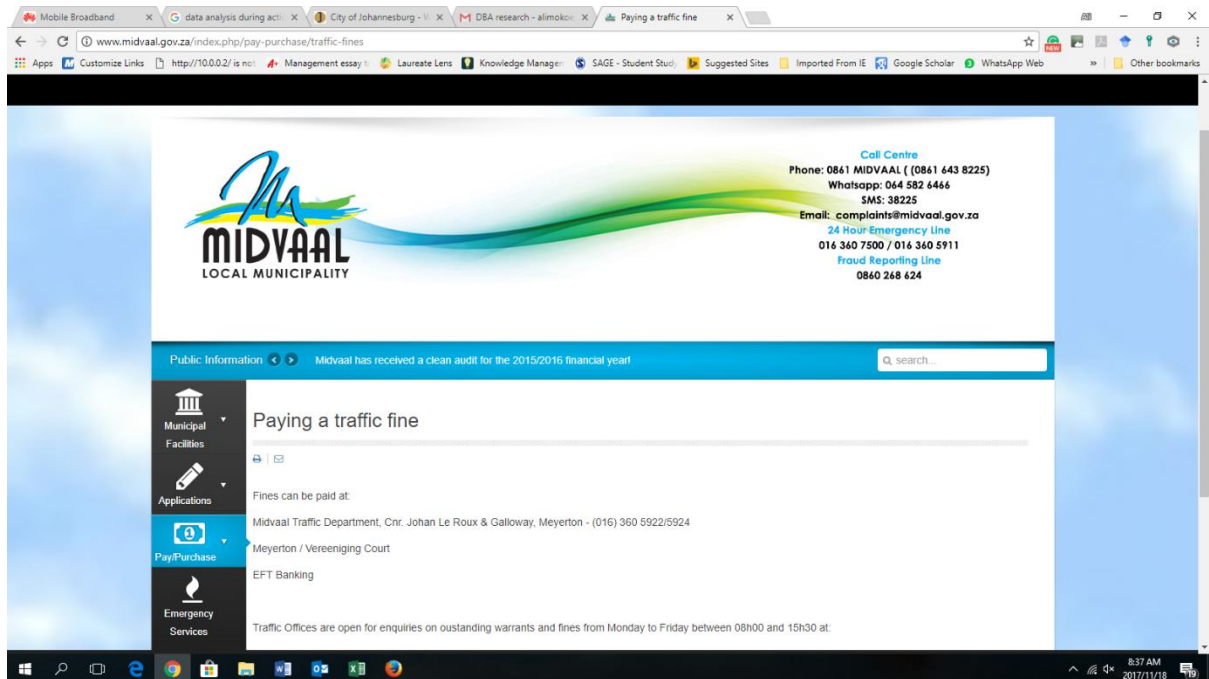 Mobile Broadband
data analysis during acti
City of Johannesburg -
DBA research - alimokoe
Paying a traffic fine
www.midvaal.gov.za/index.php/pay-purchase/traffic-fines
NEW
Apps Customize Links http://10.0.0.2/ is not Management essay Laureate Lens Knowledge Manager SAGE - Student Study Suggested Sites Imported From IE Google Scholar WhatsApp Web » Other bookmarks
MIDVAAL
LOCAL MUNICIPALITY
Call Centre
Phone: 0861 MIDVAAL ( (0861 643 8225)
Whatsapp: 064 582 6466
SMS: 38225
Email: complaints@midvaal.gov.za
24 Hour Emergency Line
016 360 7500 / 016 360 5911
Fraud Reporting Line
0860 268 624
Public Information Midvaal has received a clean audit for the 2015/2016 financial year!
search...
Municipal
Facilities
Applications
Pay/Purchase
Emergency
Services
Paying a traffic fine
Fines can be paid at:
Midvaal Traffic Department, Cnr. Johan Le Roux & Galloway, Meyerton - (016) 360 5922/5924
Meyerton / Vereeniging Court
EFT Banking
Traffic Offices are open for enquiries on oustanding warrants and fines from Monday to Friday between 08h00 and 15h30 at:
8:37 AM
2017/11/18
19